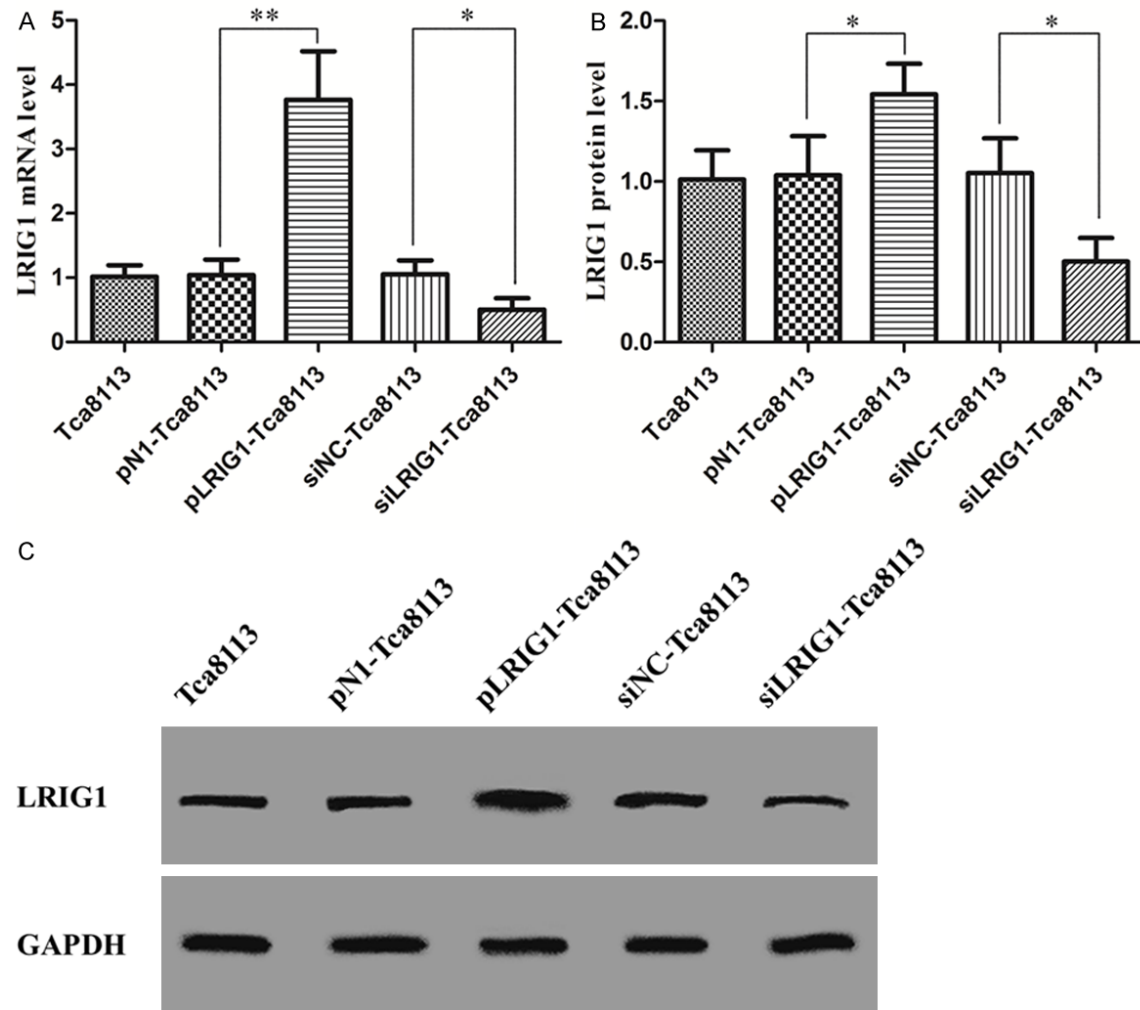 A
LRIG1 mRNA level
5
4
3
2
1
0
**
*
Tca8113
pN1-Tca8113
pLRIG1-Tca8113
siNC-Tca8113
siLRIG1-Tca8113
B
LRIG1 protein level
2.0
1.5
1.0
0.5
0.0
*
*
Tca8113
pN1-Tca8113
pLRIG1-Tca8113
siNC-Tca8113
siLRIG1-Tca8113
C
Tca8113
pN1-Tca8113
pLRIG1-Tca8113
siNC-Tca8113
siLRIG1-Tca8113
LRIG1
GAPDH